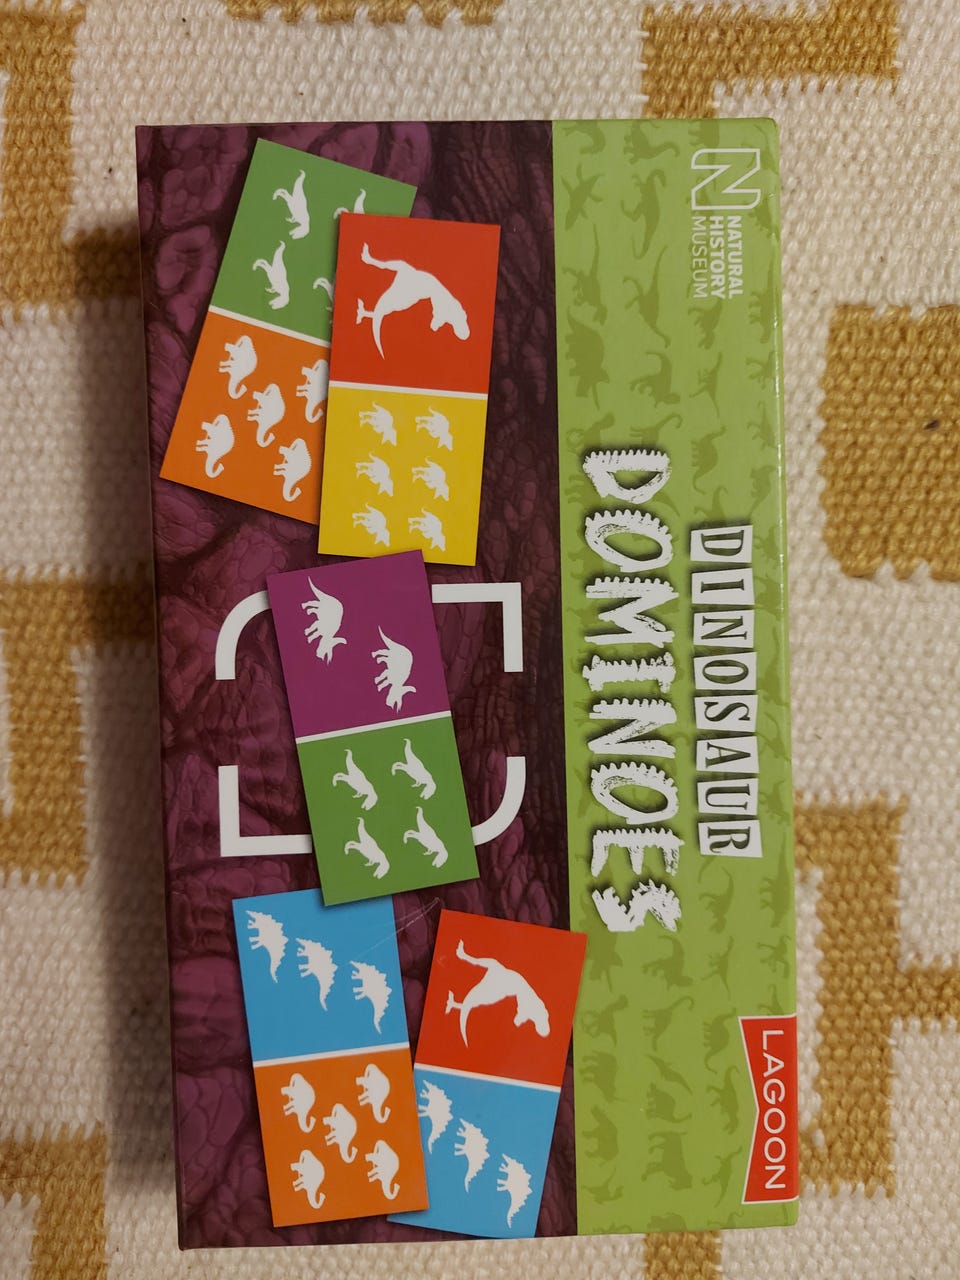 N
NATURAL
HISTORY
MUSEUM
DINOSAUR
DOMINOES
LAGOON